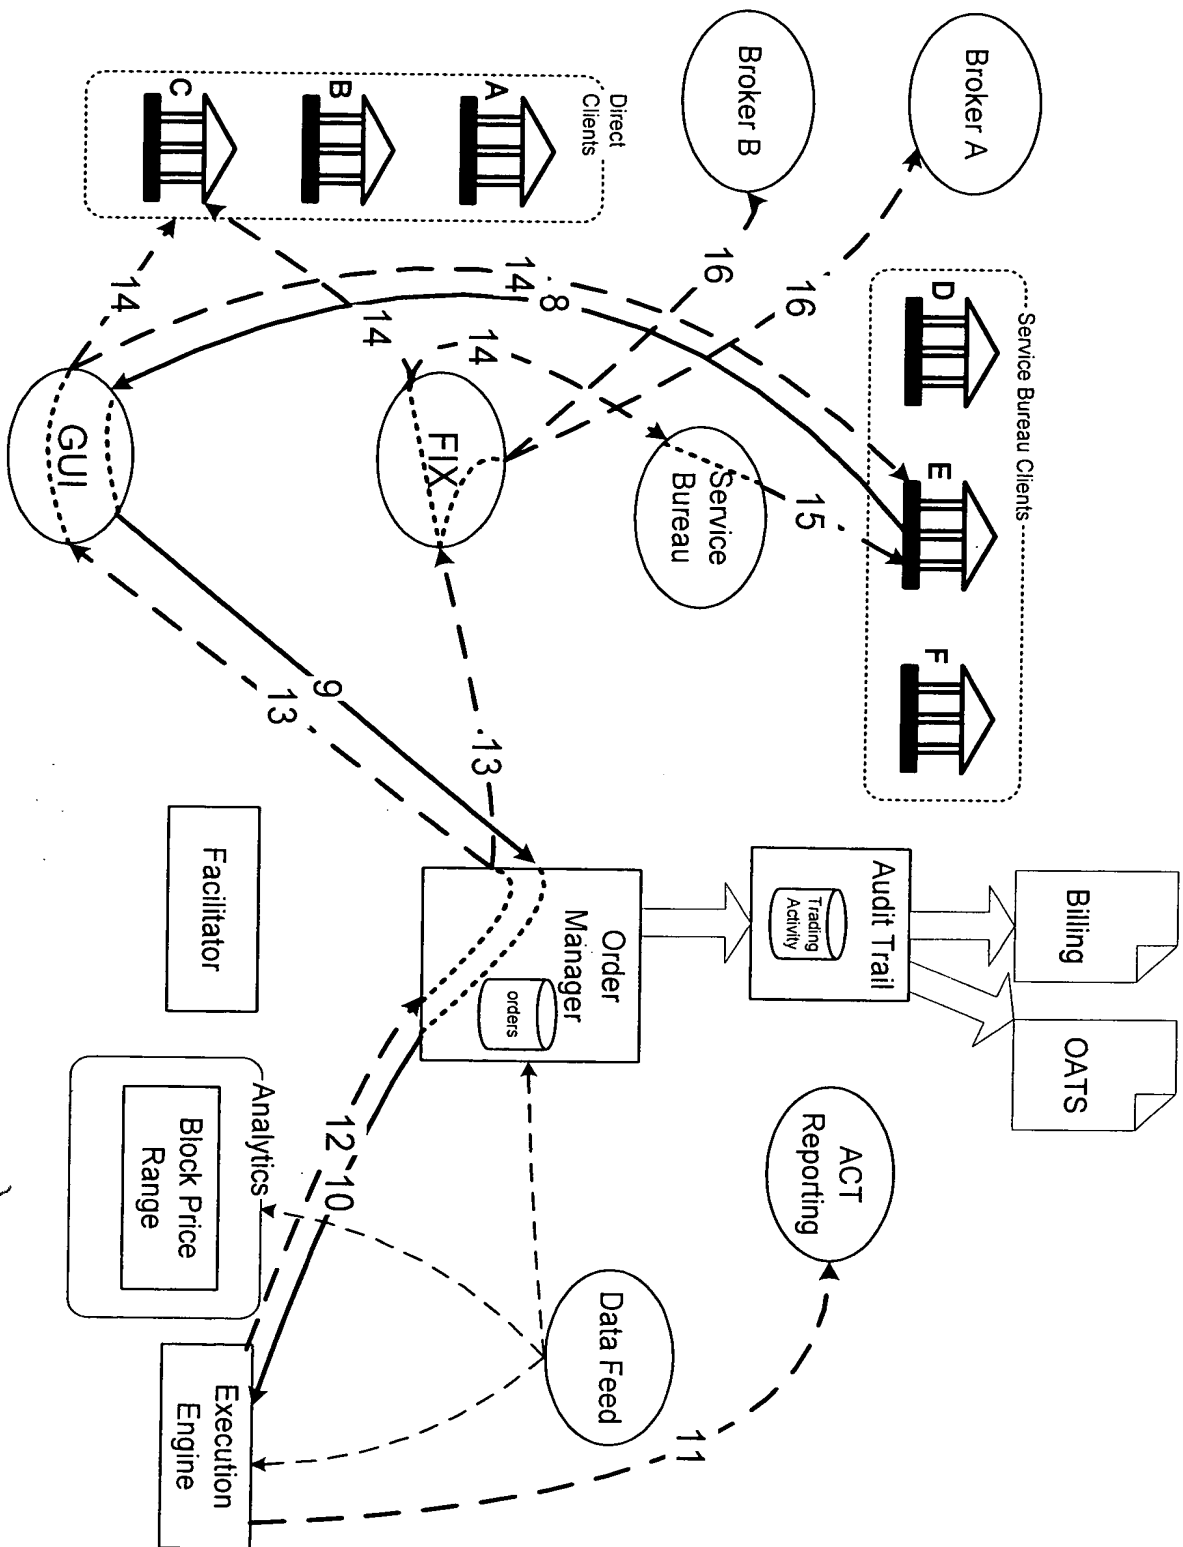 Billing
OATS
Audit Trail
Trading
Activity
ACT
Reporting
Order
Manager
orders
Data Feed
Facilitator
Analytics
Block Price
Range
Execution
Engine
11
12
10
9
13
13
Service Bureau Clients
D
E
F
Broker A
Broker B
16
16
15
Service
Bureau
14
8
14
14
14
FIX
GUI
Direct
Clients
A
B
C